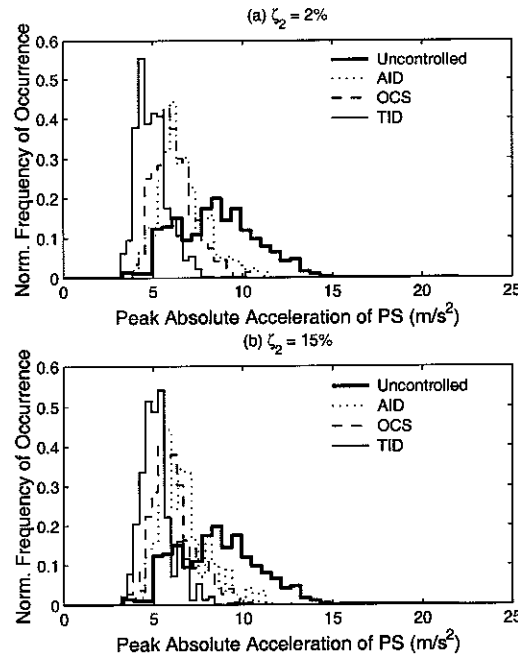 (a) ζ₂ = 2%
Norm. Frequency of Occurrence
0.6
0.5
0.4
0.3
0.2
0.1
0
0 5 10 15 20 25
Uncontrolled
AID
OCS
TID
Peak Absolute Acceleration of PS (m/s²)
(b) ζ₂ = 15%
Norm. Frequency of Occurrence
0.6
0.5
0.4
0.3
0.2
0.1
0
0 5 10 15 20 25
Uncontrolled
AID
OCS
TID
Peak Absolute Acceleration of PS (m/s²)